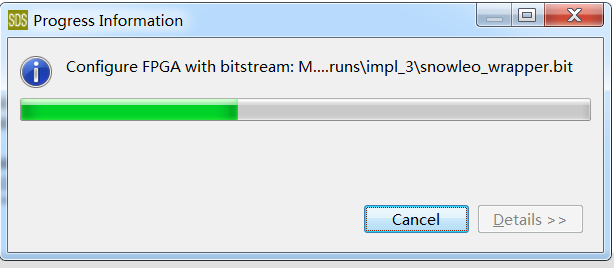 SDS Progress Information
Configure FPGA with bitstream: M....runs\impl_3\snowleo_wrapper.bit
Cancel
Details >>